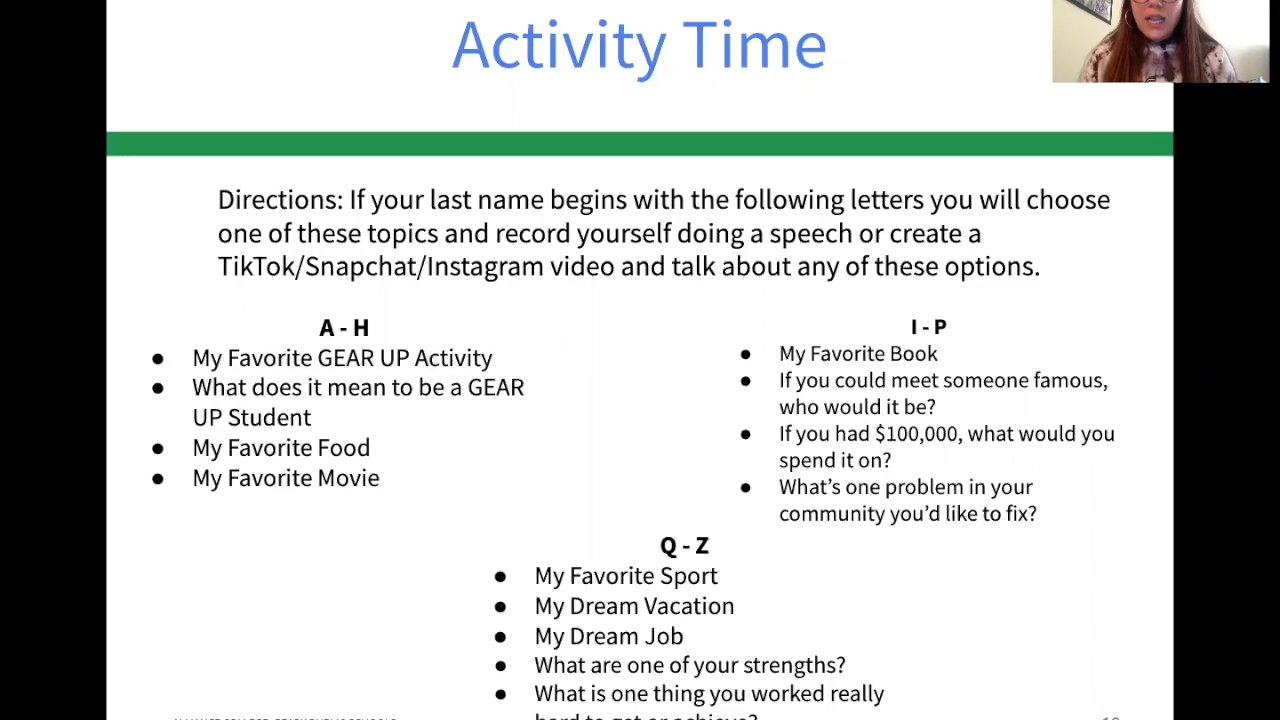 Activity Time
Directions: If your last name begins with the following letters you will choose
one of these topics and record yourself doing a speech or create a
TikTok/Snapchat/Instagram video and talk about any of these options.
A - H
● My Favorite GEAR UP Activity
● What does it mean to be a GEAR
UP Student
● My Favorite Food
● My Favorite Movie
I - P
● My Favorite Book
● If you could meet someone famous,
who would it be?
● If you had $100,000, what would you
spend it on?
● What’s one problem in your
community you’d like to fix?
Q - Z
● My Favorite Sport
● My Dream Vacation
● My Dream Job
● What are one of your strengths?
● What is one thing you worked really
hard to get or achieve?